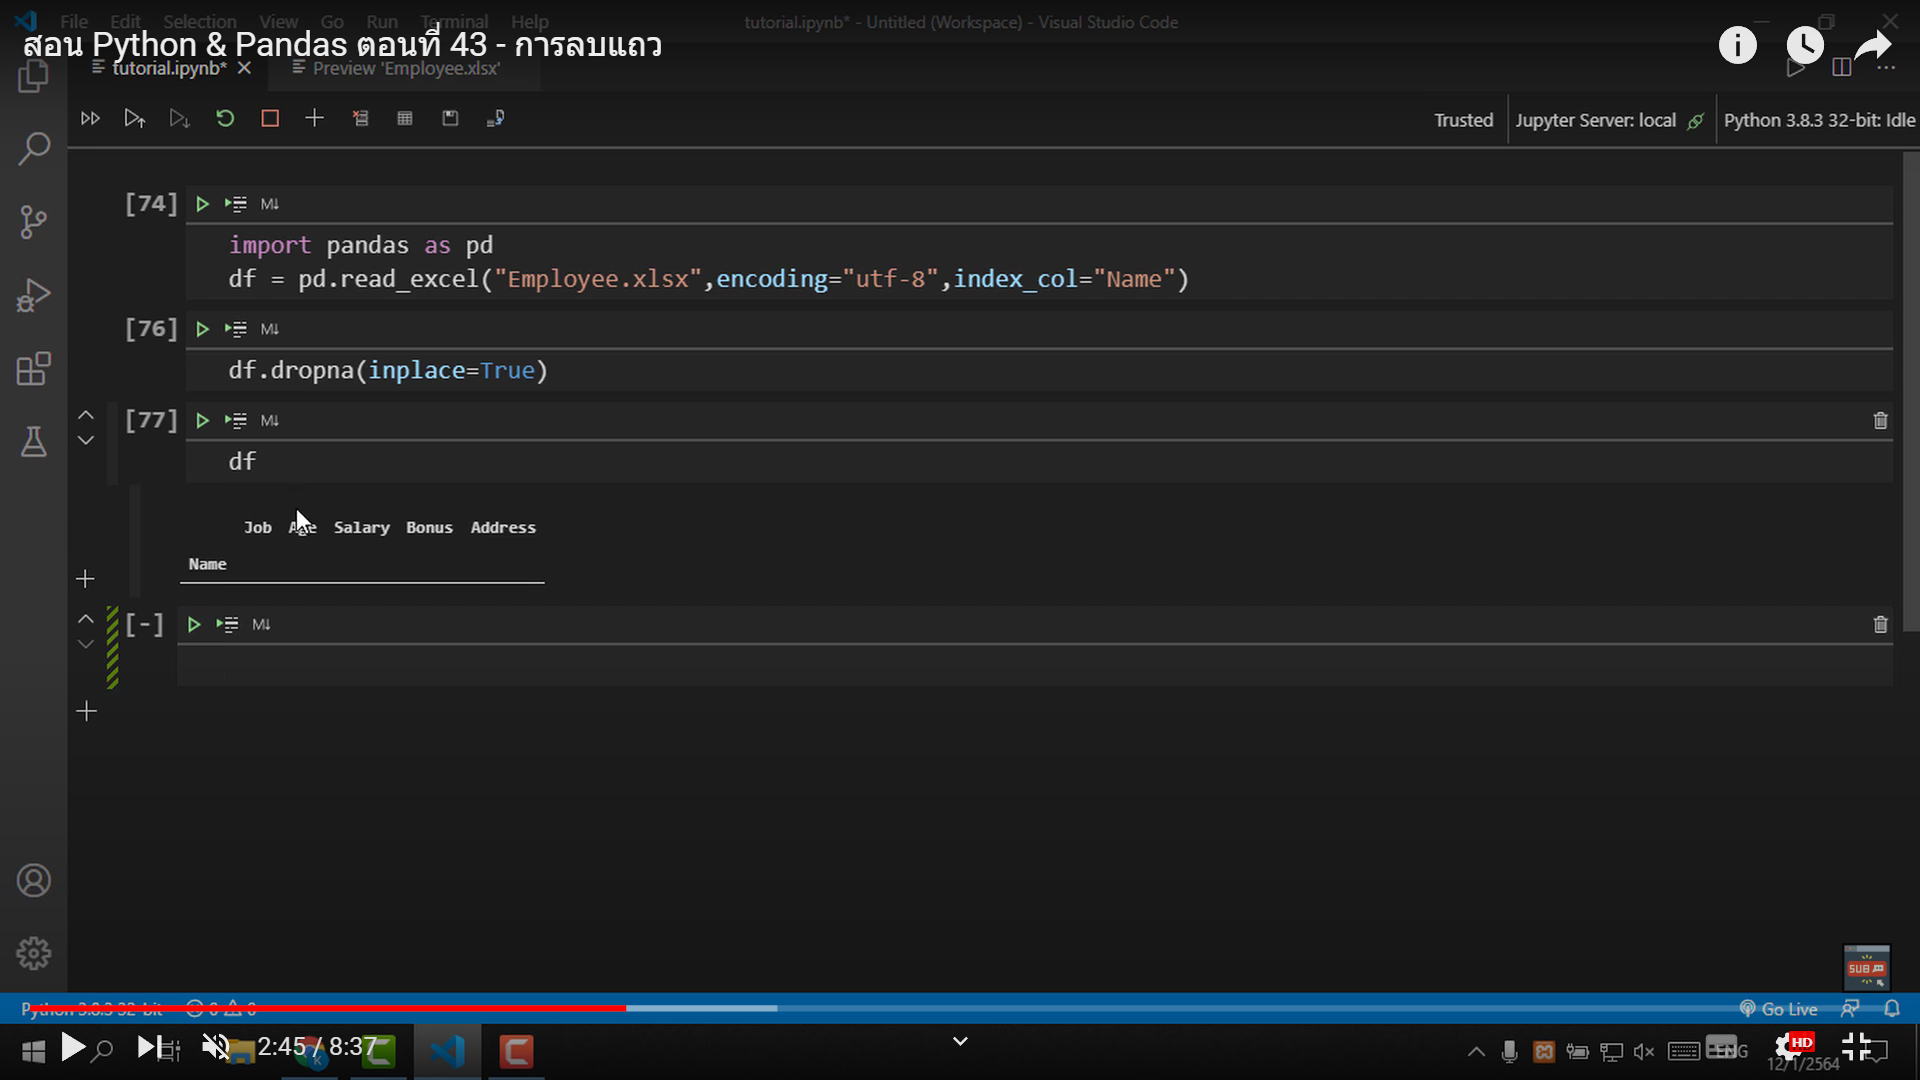 File Edit Selection View Go Run Terminal Help
tutorial.ipynb* - Untitled (Workspace) - Visual Studio Code
สอน Python & Pandas ตอนที่ 43 - การลบแถว
tutorial.ipynb*
Preview 'Employee.xlsx'
Trusted
Jupyter Server: local
Python 3.8.3 32-bit: Idle
[74]
M↓
import pandas as pd
df = pd.read_excel("Employee.xlsx",encoding="utf-8",index_col="Name")
[76]
M↓
df.dropna(inplace=True)
[77]
M↓
df
Job Age Salary Bonus Address
Name
[-]
M↓
SUB
Python 3.8.3 32-bit
0 0
Go Live
2:45 / 8:37
ENG
HD
12/1/2564